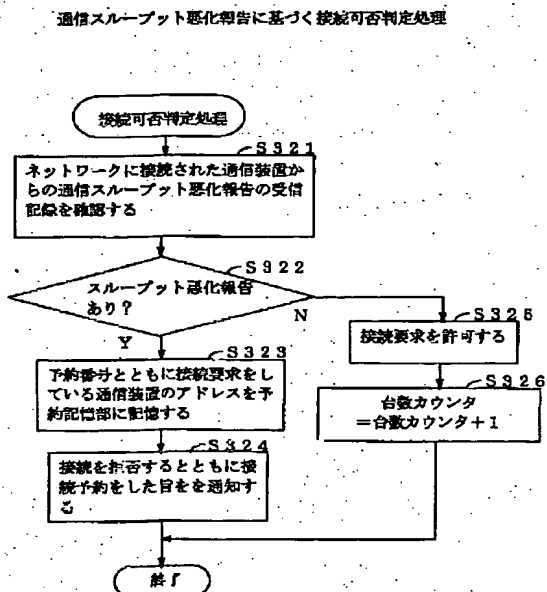 通信スループット悪化報告に基づく接続可否判定処理
接続可否判定処理
S321
ネットワークに接続された通信装置か
らの通信スループット悪化報告の受信
記録を確認する
S322
スループット悪化報告
あり？
N
Y
S323
予約番号とともに接続要求をし
ている通信装置のアドレスを予
約記憶部に記憶する
S324
接続を拒否するとともに接
続予約をした旨をを通知す
る
S325
接続要求を許可する
S326
台数カウンタ
＝台数カウンタ＋1
終了